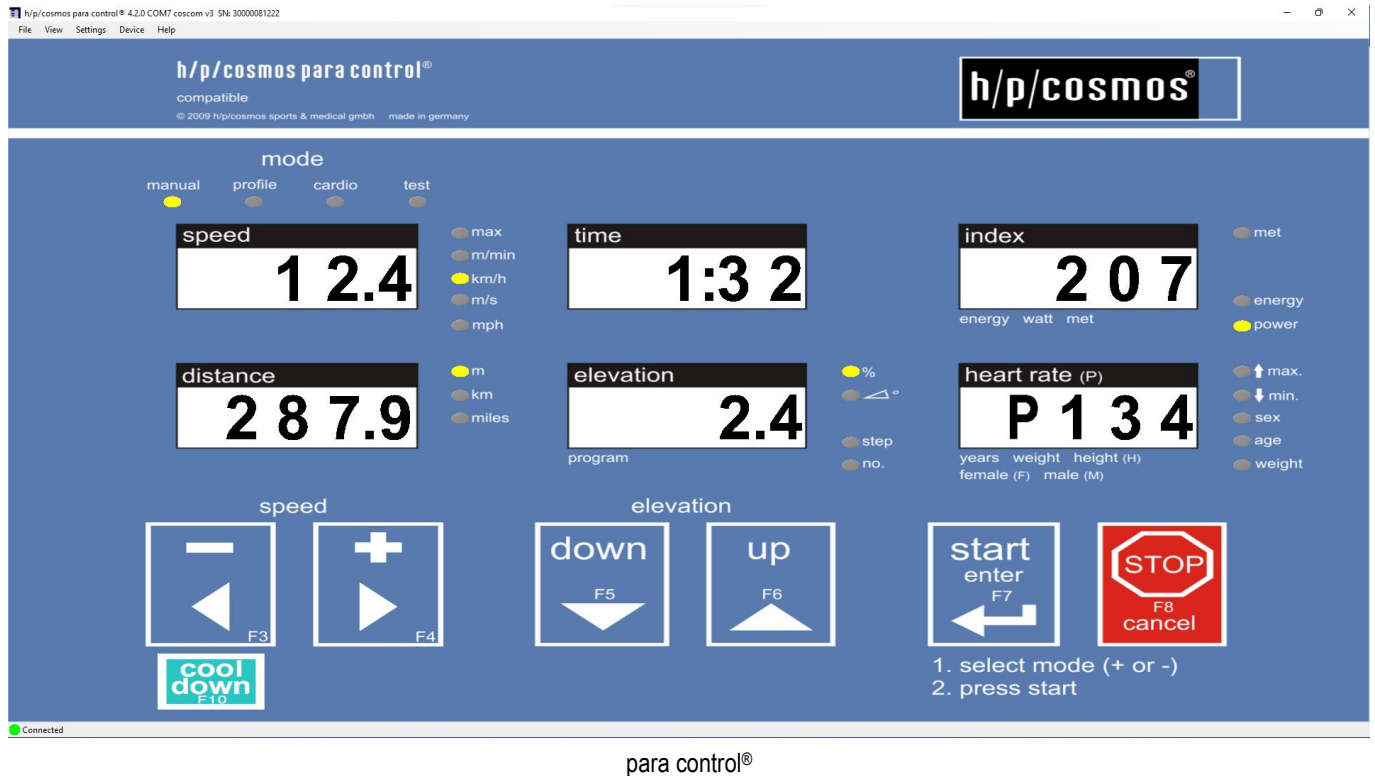 h/p/cosmos para control® 4.2.0 COM7 coscom v3 SN: 30000081222
File View Settings Device Help
h/p/cosmos para control®
compatible
© 2009 h/p/cosmos sports & medical gmbh made in germany
h/p/cosmos®
mode
manual profile cardio test
speed
12.4
max
m/min
km/h
m/s
mph
time
1:32
index
207
energy watt met
met
energy
power
distance
287.9
m
km
miles
elevation
2.4
program
%
°
step
no.
heart rate (P)
P134
years weight height (H)
female (F) male (M)
max.
min.
sex
age
weight
speed
F3
F4
elevation
down
F5
up
F6
start
enter
F7
STOP
F8
cancel
cool
down
F10
1. select mode (+ or -)
2. press start
Connected
para control®